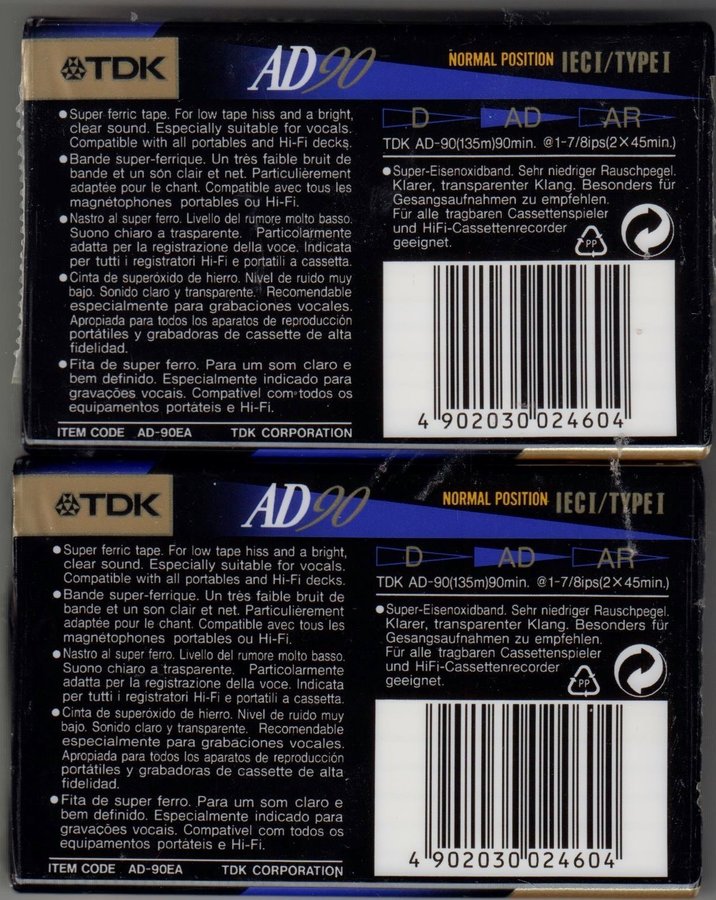 TDK
AD90
NORMAL POSITION IECI/TYPE I
• Super ferric tape. For low tape hiss and a bright,
clear sound. Especially suitable for vocals.
Compatible with all portables and Hi-Fi decks.
• Bande super-ferrique. Un très faible bruit de
bande et un són clair et net. Particulièrement
adaptée pour le chant. Compatible avec tous les
magnétophones portables ou Hi-Fi.
• Nastro al super ferro. Livello del rumore molto basso.
Suono chiaro a trasparente. Particolarmente
adatta per la registrazione della voce. Indicata
per tutti i registratori Hi-Fi e portatili a cassetta.
• Cinta de superóxido de hierro. Nivel de ruido muy
bajo. Sonido claro y transparente. Recomendable
especialmente para grabaciones vocales.
Apropiada para todos los aparatos de reproducción
portátiles y grabadoras de cassette de alta
fidelidad.
• Fita de super ferro. Para um som claro e
bem definido. Especialmente indicado para
gravações vocais. Compatível com todos os
equipamentos portáteis e Hi-Fi.
ITEM CODE AD-90EA TDK CORPORATION
D AD AR
TDK AD-90(135m)90min. @1-7/8ips(2×45min.)
• Super-Eisenoxidband. Sehr niedriger Rauschpegel.
Klarer, transparenter Klang. Besonders für
Gesangsaufnahmen zu empfehlen.
Für alle tragbaren Cassettenspieler
und HiFi-Cassettenrecorder
geeignet.
PP
4 902030 024604
TDK
AD90
NORMAL POSITION IECI/TYPE I
• Super ferric tape. For low tape hiss and a bright,
clear sound. Especially suitable for vocals.
Compatible with all portables and Hi-Fi decks.
• Bande super-ferrique. Un très faible bruit de
bande et un son clair et net. Particulièrement
adaptée pour le chant. Compatible avec tous les
magnétophones portables ou Hi-Fi.
• Nastro al super ferro. Livello del rumore molto basso.
Suono chiaro a trasparente. Particolarmente
adatta per la registrazione della voce. Indicata
per tutti i registratori Hi-Fi e portatili a cassetta.
• Cinta de superóxido de hierro. Nivel de ruido muy
bajo. Sonido claro y transparente. Recomendable
especialmente para grabaciones vocales.
Apropiada para todos los aparatos de reproducción
portátiles y grabadoras de cassette de alta
fidelidad.
• Fita de super ferro. Para um som claro e
bem definido. Especialmente indicado para
gravações vocais. Compatível com todos os
equipamentos portáteis e Hi-Fi.
ITEM CODE AD-90EA TDK CORPORATION
D AD AR
TDK AD-90(135m)90min. @1-7/8ips(2×45min.)
• Super-Eisenoxidband. Sehr niedriger Rauschpegel.
Klarer, transparenter Klang. Besonders für
Gesangsaufnahmen zu empfehlen.
Für alle tragbaren Cassettenspieler
und HiFi-Cassettenrecorder
geeignet.
PP
4 902030 024604